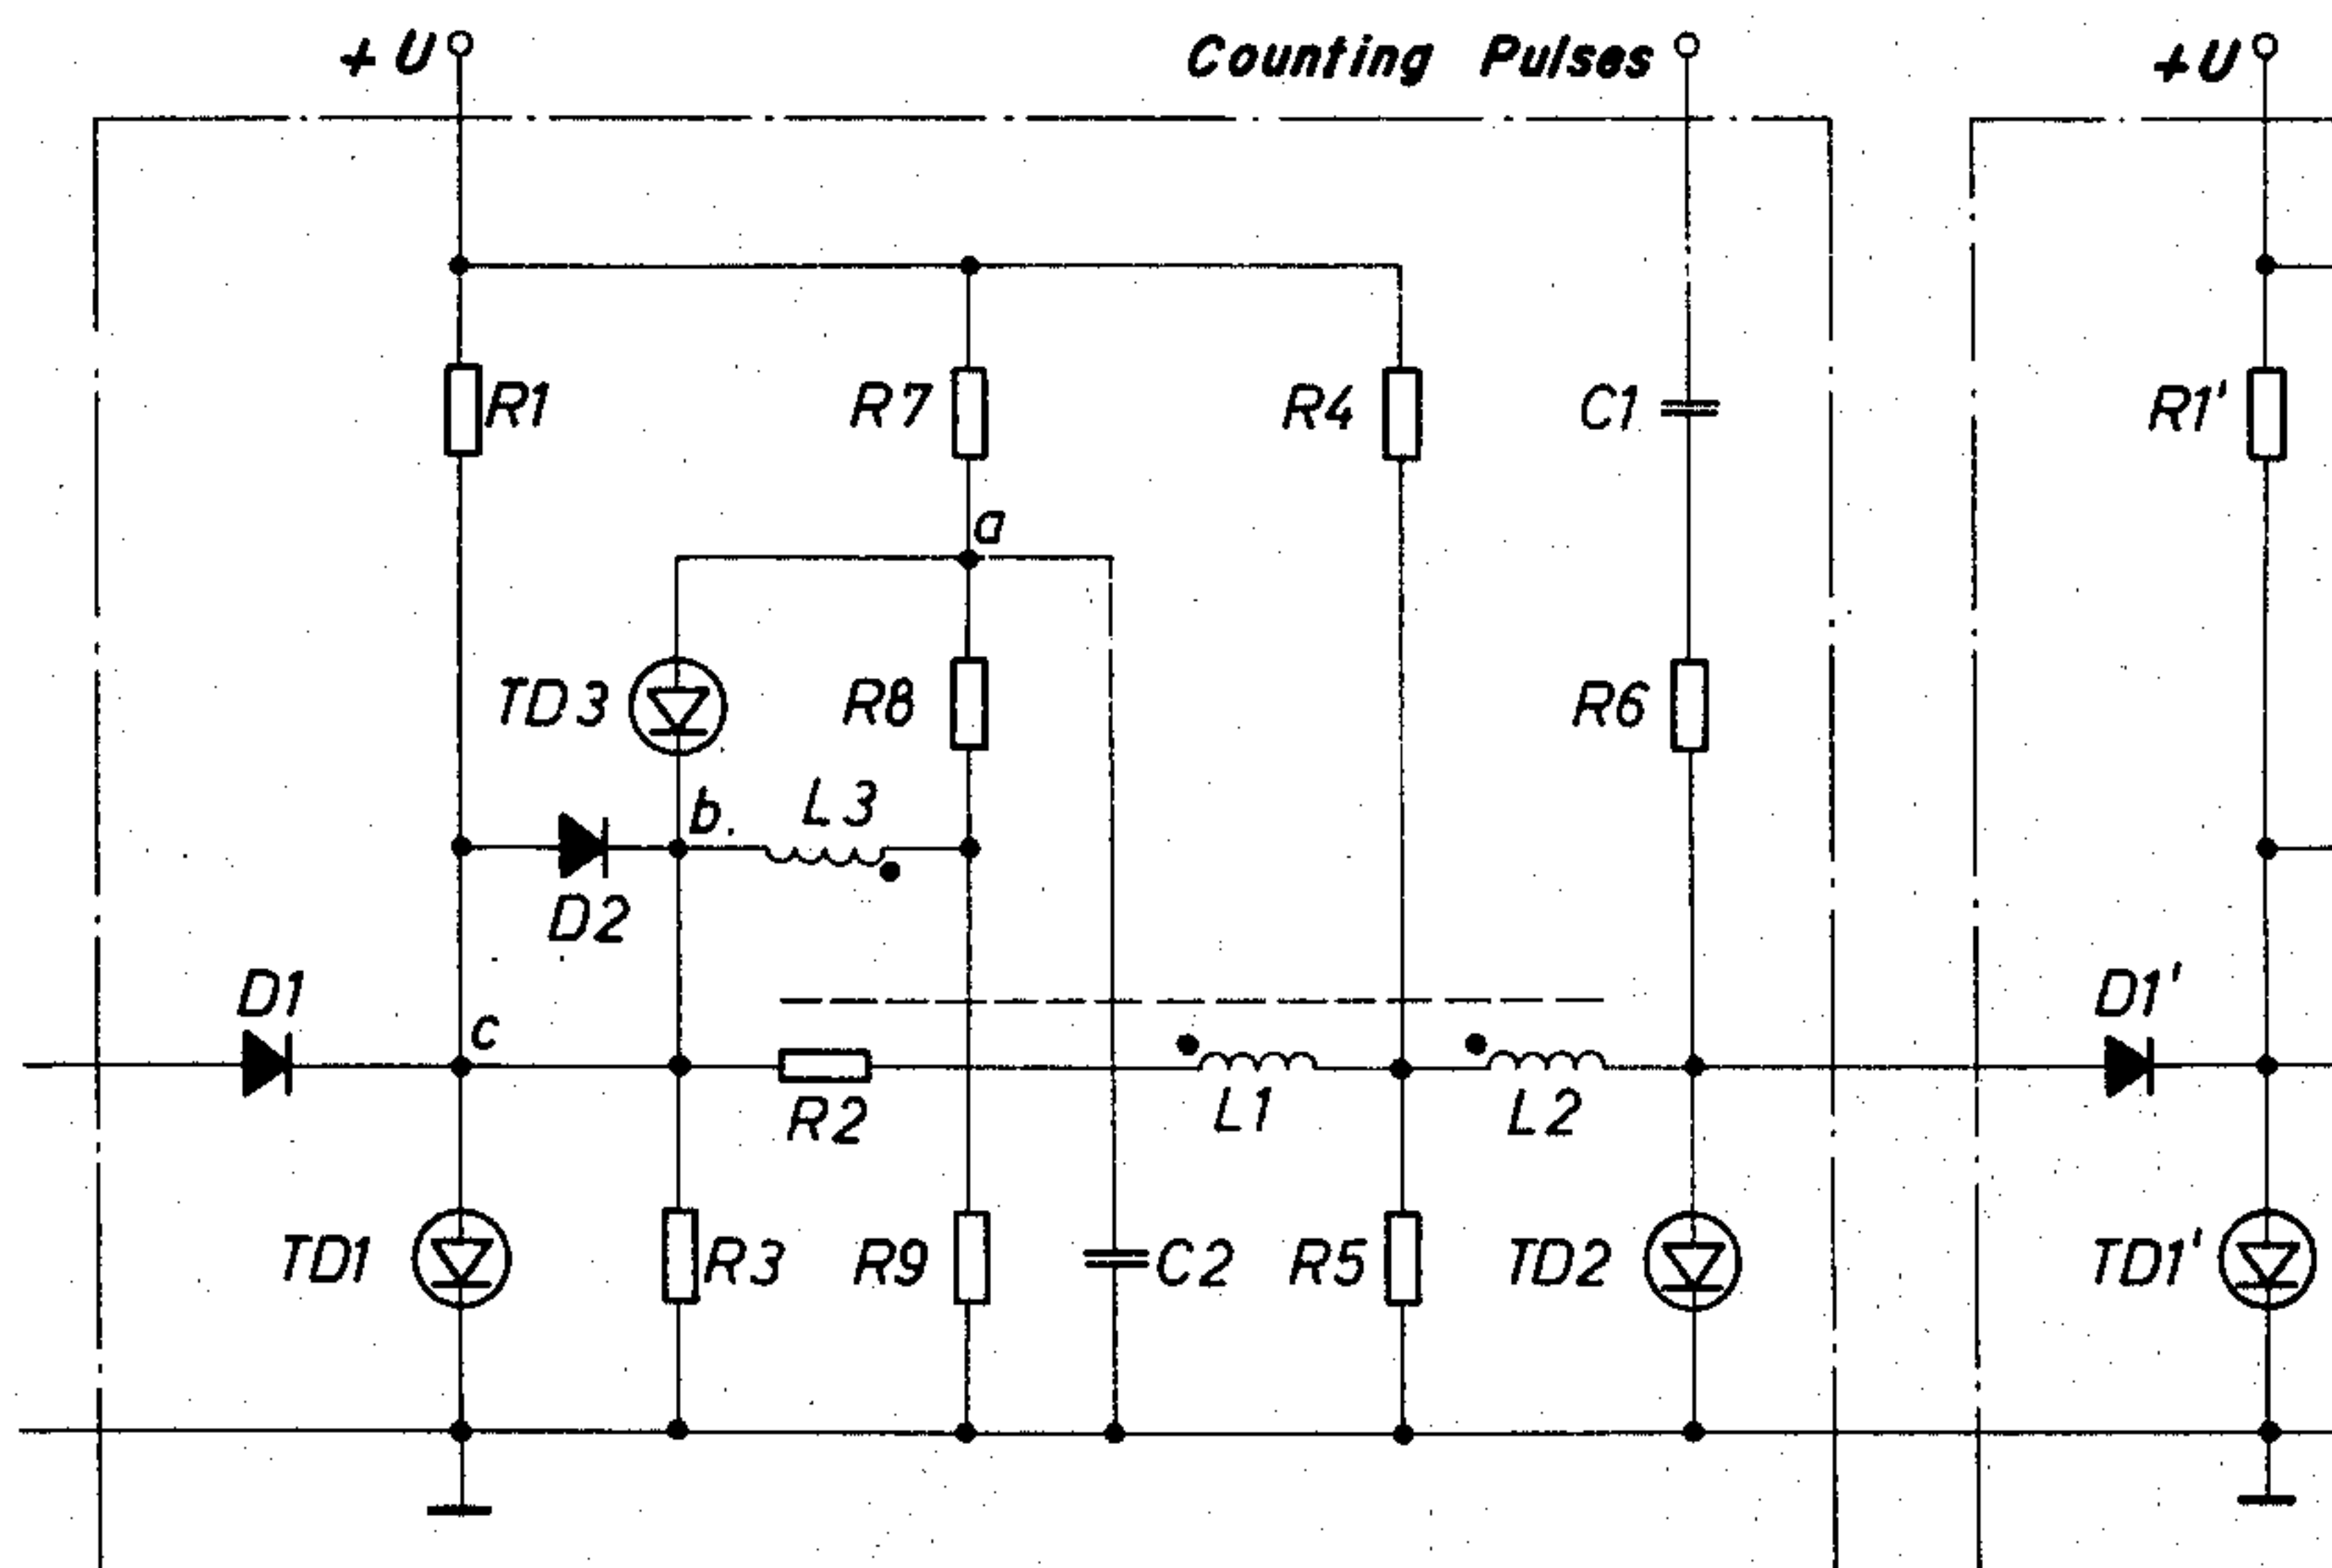 +U
Counting Pulses
+U
R1
R7
R4
C1
R1'
a
TD3
R8
R6
b.
L3
D2
D1
c
D1'
R2
L1
L2
TD1
R3
R9
C2
R5
TD2
TD1'